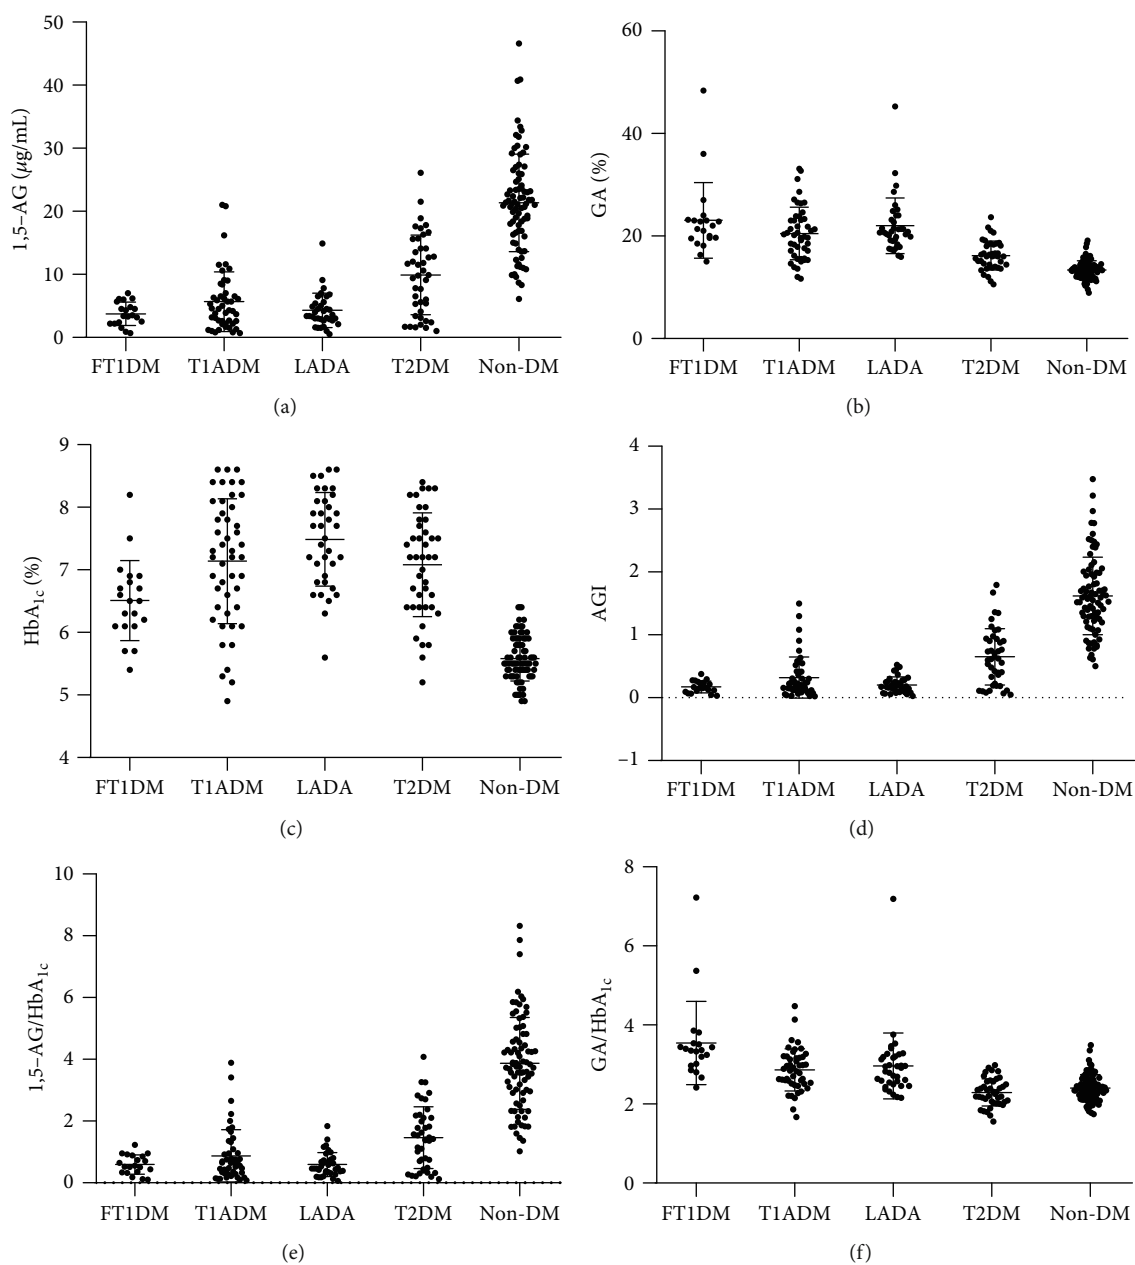 50
40
30
20
10
0
1,5–AG (μg/mL)
FT1DM T1ADM LADA T2DM Non-DM
(a)
60
40
20
0
GA (%)
FT1DM T1ADM LADA T2DM Non-DM
(b)
9
8
7
6
5
4
HbA1c (%)
FT1DM T1ADM LADA T2DM Non-DM
(c)
4
3
2
1
0
–1
AGI
FT1DM T1ADM LADA T2DM Non-DM
(d)
10
8
6
4
2
0
1,5–AG/HbA1c
FT1DM T1ADM LADA T2DM Non-DM
(e)
8
6
4
2
0
GA/HbA1c
FT1DM T1ADM LADA T2DM Non-DM
(f)